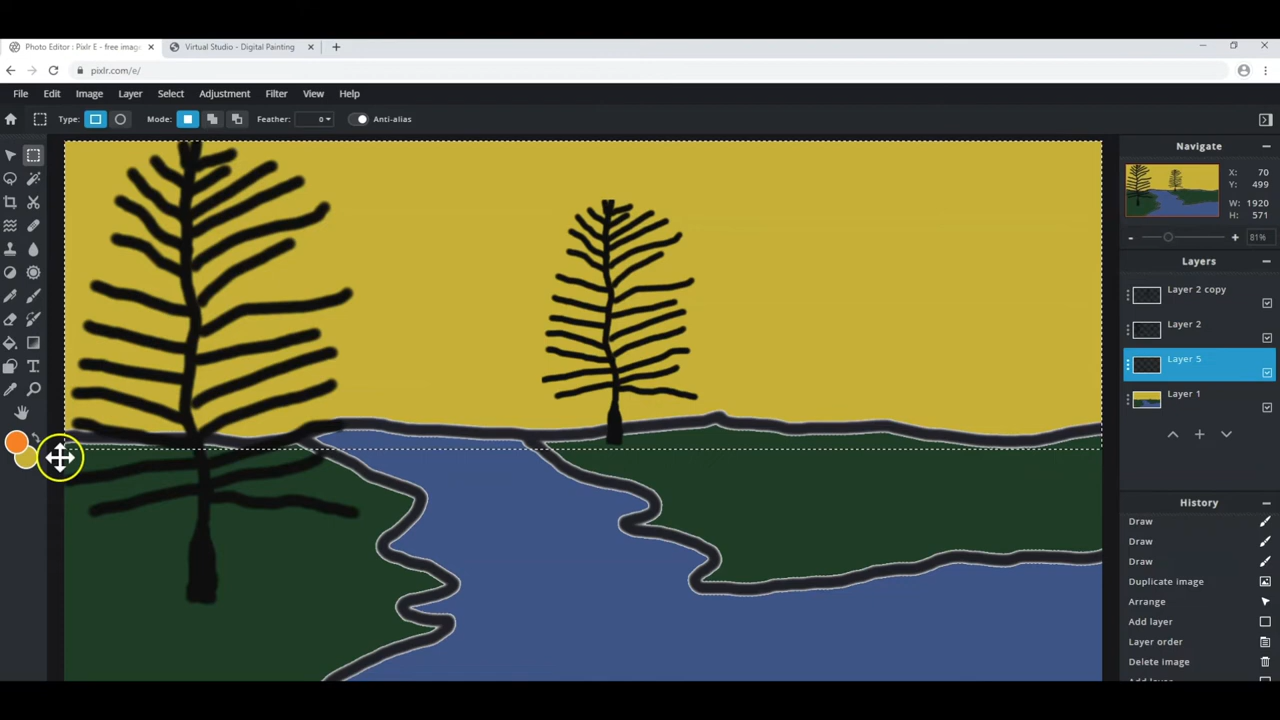 Photo Editor : Pixlr E - free imag
Virtual Studio - Digital Painting
pixlr.com/e/
File Edit Image Layer Select Adjustment Filter View Help
Type: Mode: Feather: 0 Anti-alias
Navigate
X: 70
Y: 499
W: 1920
H: 571
81%
Layers
Layer 2 copy
Layer 2
Layer 5
Layer 1
History
Draw
Draw
Draw
Duplicate image
Arrange
Add layer
Layer order
Delete image